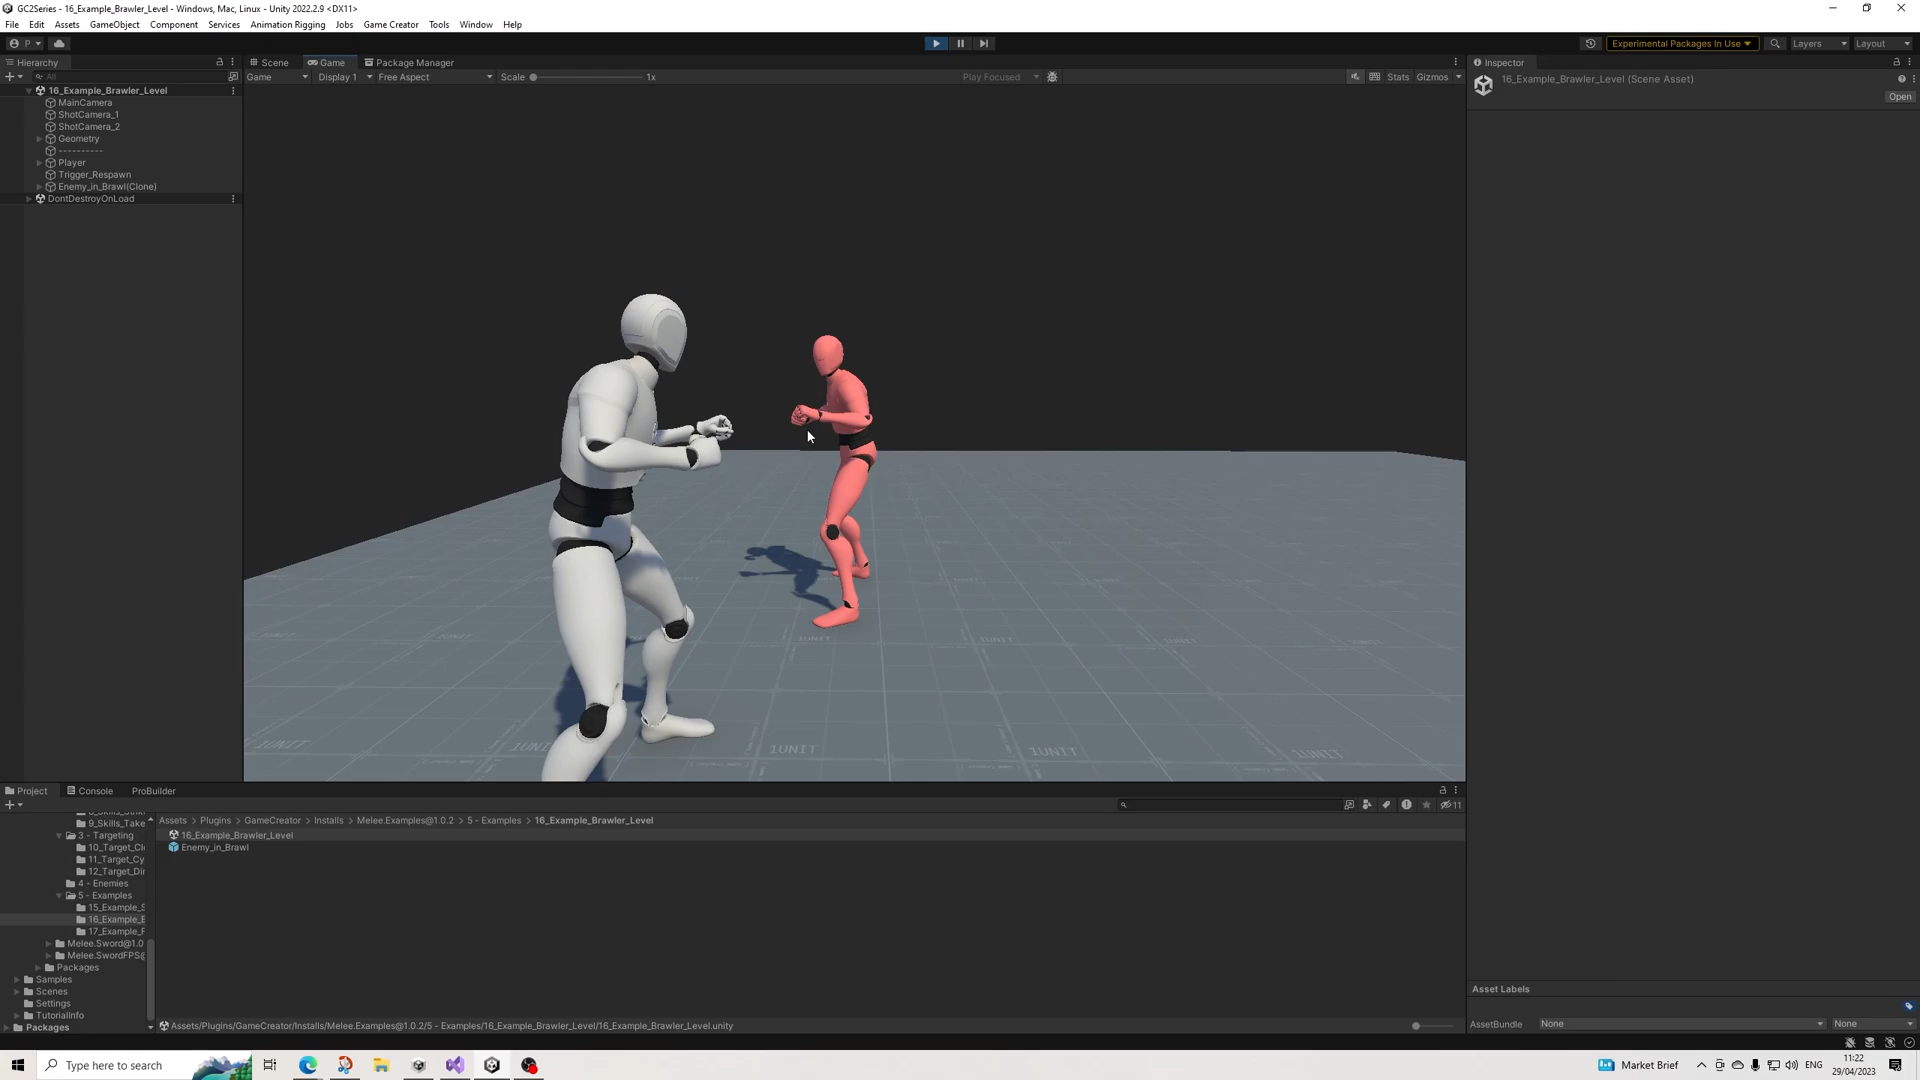 GC2Series - 16_Example_Brawler_Level - Windows, Mac, Linux - Unity 2022.2.9 <DX11>
File Edit Assets GameObject Component Services Animation Rigging Jobs Game Creator Tools Window Help
P Experimental Packages In Use Layers Layout
Hierarchy Scene Game Package Manager Inspector
All Game Display 1 Free Aspect Scale 1x Play Focused Stats Gizmos
16_Example_Brawler_Level (Scene Asset)
Open
16_Example_Brawler_Level
MainCamera
ShotCamera_1
ShotCamera_2
Geometry
----------
Player
Trigger_Respawn
Enemy_in_Brawl(Clone)
DontDestroyOnLoad
1UNIT
1UNIT
1UNIT
1UNIT
1UNIT
Project Console ProBuilder
11
Assets > Plugins > GameCreator > Installs > Melee.Examples@1.0.2 > 5 - Examples > 16_Example_Brawler_Level
9_Skills_Take
3 - Targeting
10_Target_Cl
11_Target_Cy
12_Target_Dir
4 - Enemies
5 - Examples
15_Example_S
16_Example_E
17_Example_F
Melee.Sword@1.0
Melee.SwordFPS@
Packages
Samples
Scenes
Settings
TutorialInfo
Packages
16_Example_Brawler_Level
Enemy_in_Brawl
Assets/Plugins/GameCreator/Installs/Melee.Examples@1.0.2/5 - Examples/16_Example_Brawler_Level/16_Example_Brawler_Level.unity
Asset Labels
AssetBundle None None
Type here to search
Market Brief ENG
11:22
29/04/2023